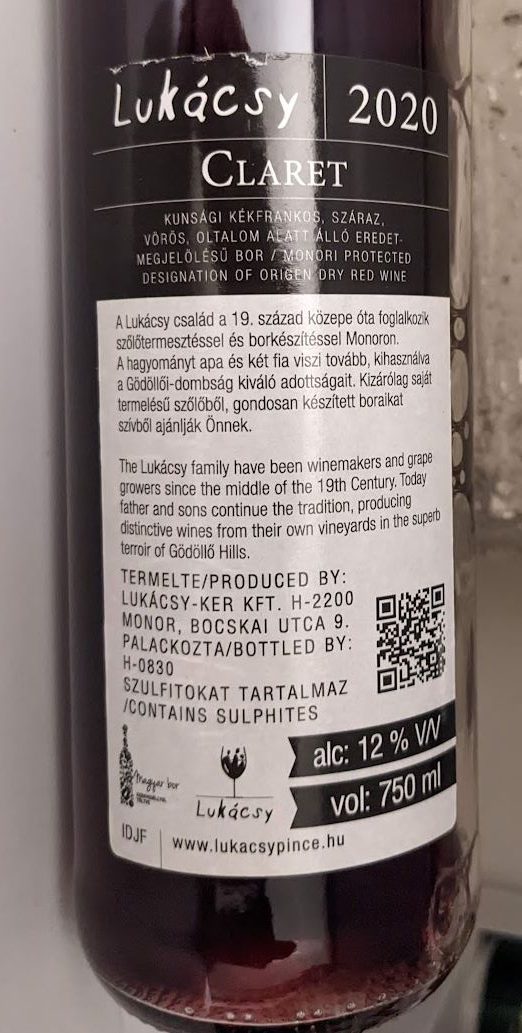 Lukácsy 2020
CLARET
KUNSÁGI KÉKFRANKOS, SZÁRAZ,
VÖRÖS, OLTALOM ALATT ÁLLÓ EREDET-
MEGJELÖLÉSŰ BOR / MONORI PROTECTED
DESIGNATION OF ORIGEN DRY RED WINE
A Lukácsy család a 19. század közepe óta foglalkozik
szőlőtermesztéssel és borkészítéssel Monoron.
A hagyományt apa és két fia viszi tovább, kihasználva
a Gödöllői-dombság kiváló adottságait. Kizárólag saját
termelésű szőlőből, gondosan készített boraikat
szívből ajánlják Önnek.
The Lukácsy family have been winemakers and grape
growers since the middle of the 19th Century. Today
father and sons continue the tradition, producing
distinctive wines from their own vineyards in the superb
terroir of Gödöllő Hills.
TERMELTE/PRODUCED BY:
LUKÁCSY-KER KFT. H-2200
MONOR, BOCSKAI UTCA 9.
PALACKOZTA/BOTTLED BY:
H-0830
SZULFITOKAT TARTALMAZ
/CONTAINS SULPHITES
alc: 12 % V/V
Magyar bor
Lukácsy
vol: 750 ml
IDJF
www.lukacsypince.hu